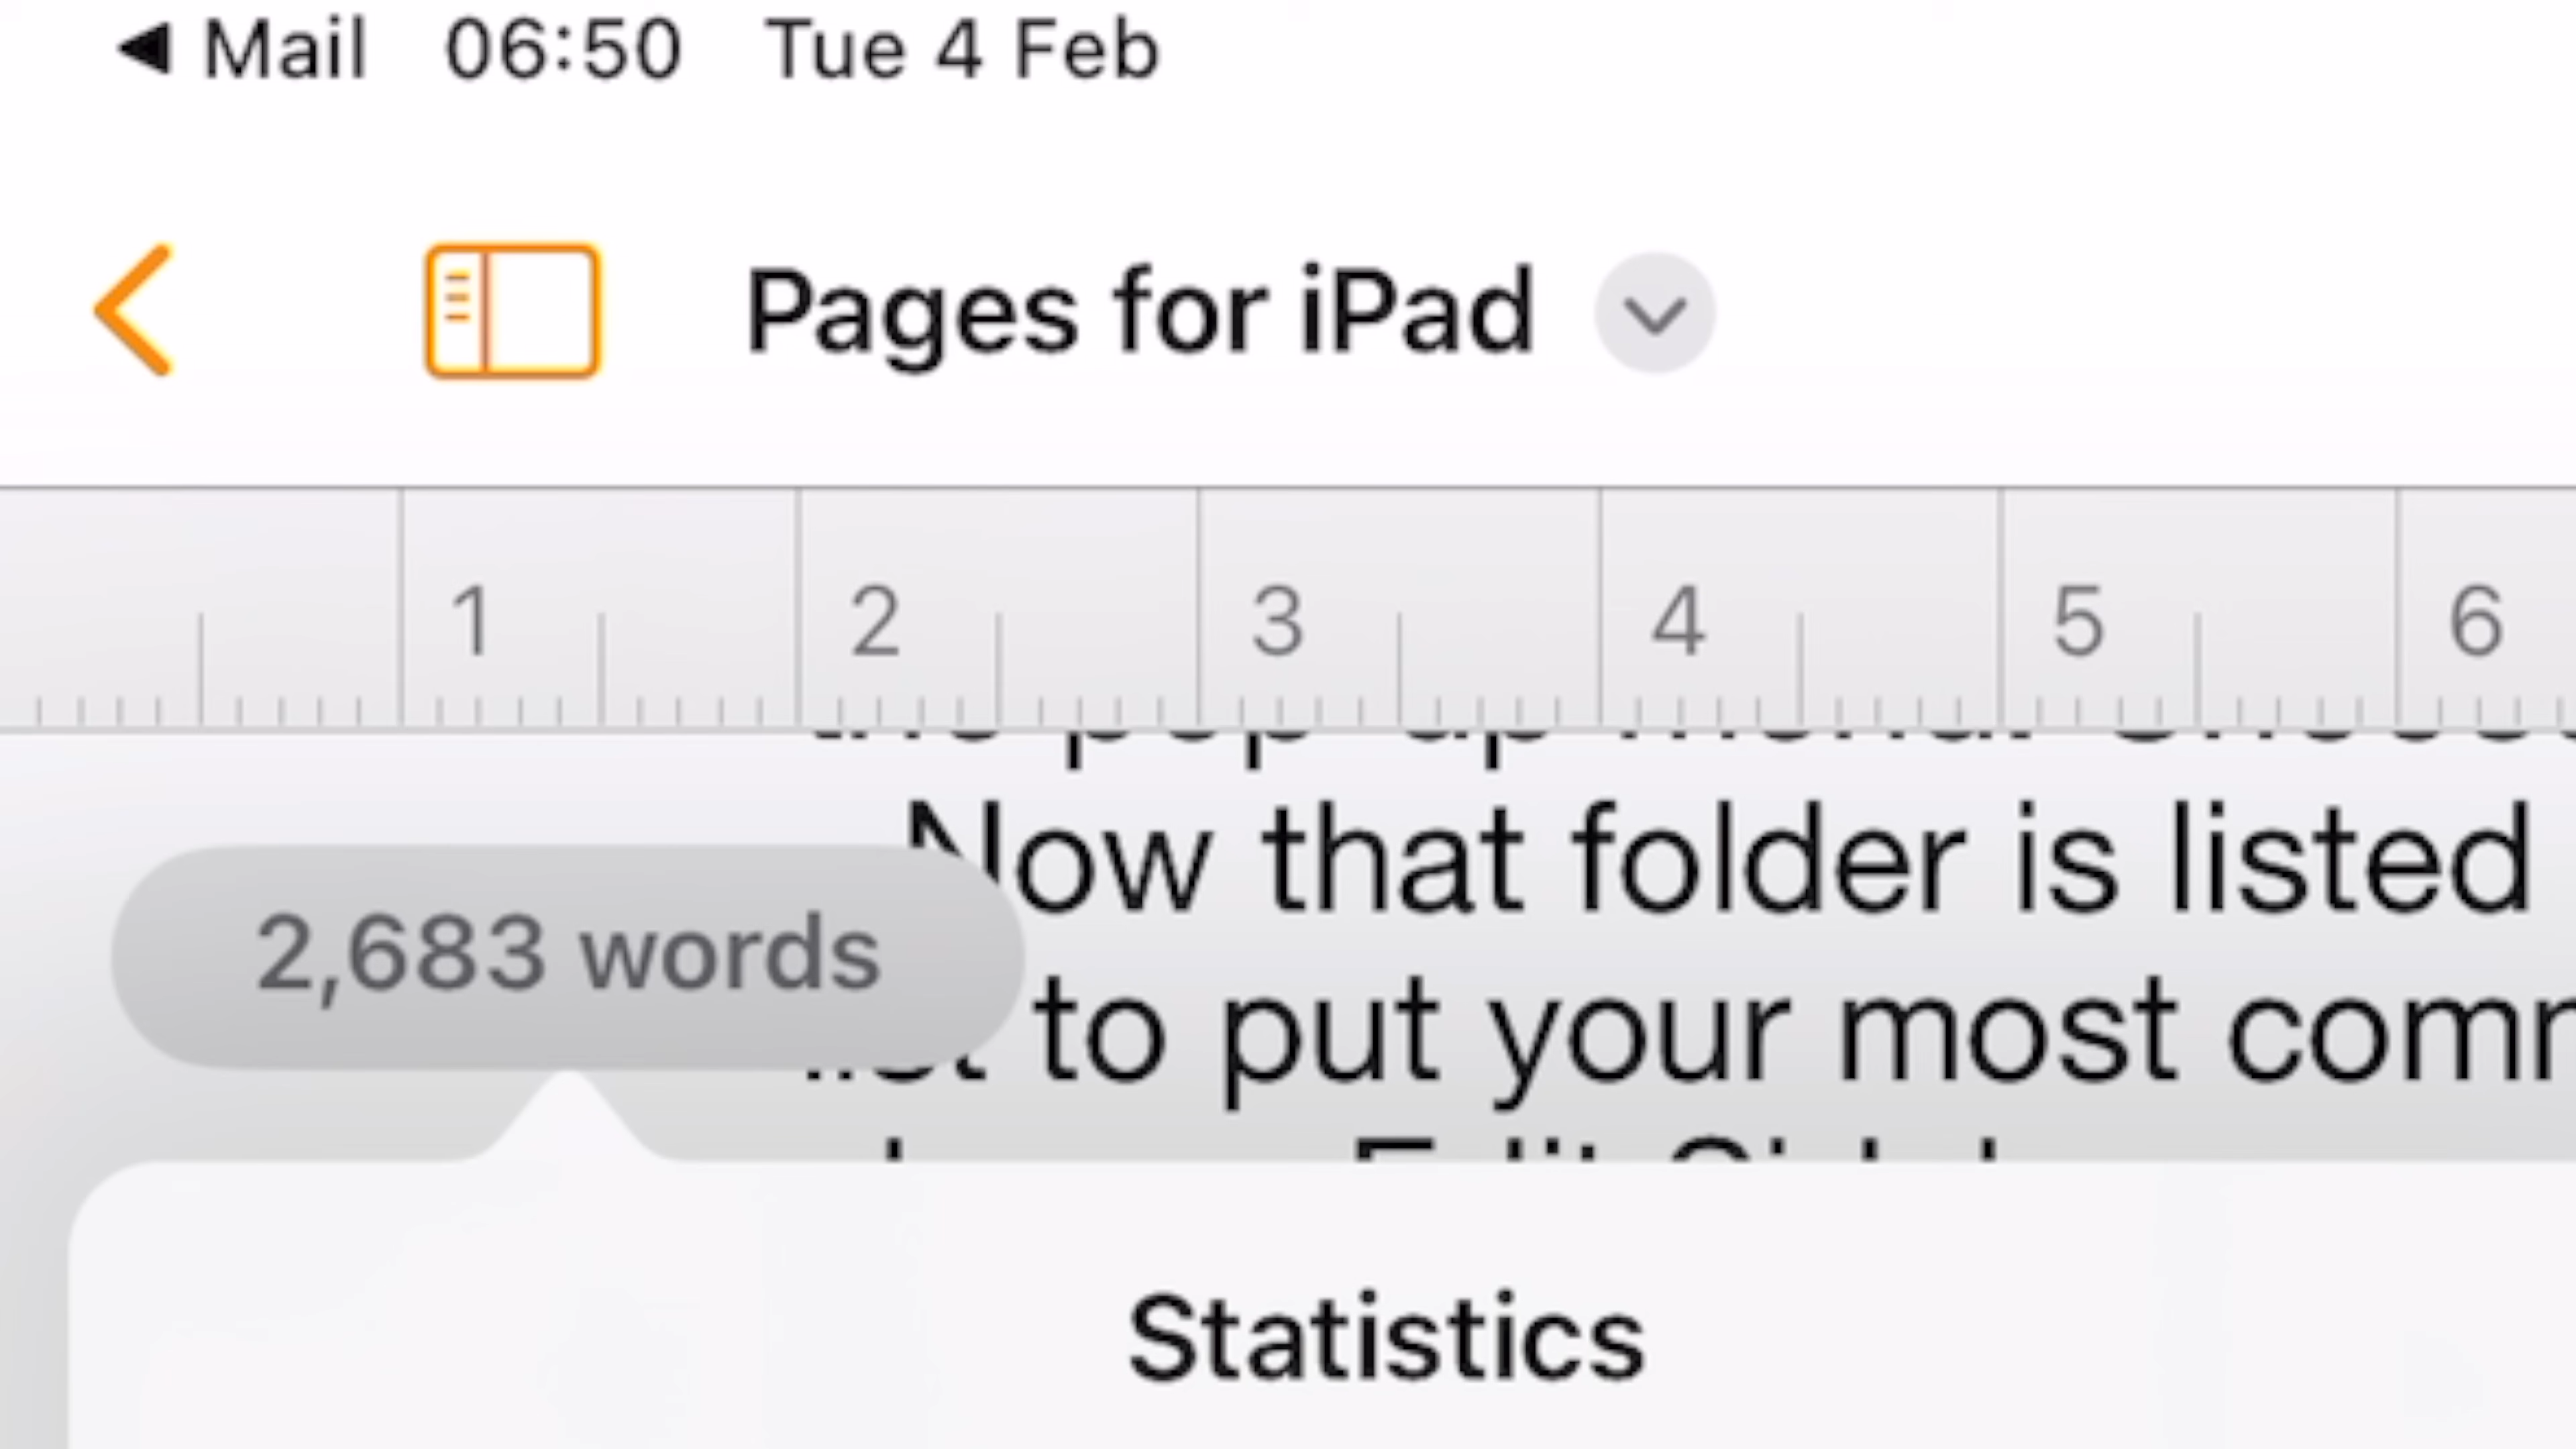 ◀ Mail 06:50 Tue 4 Feb
Pages for iPad
1 2 3 4 5 6
Now that folder is listed
2,683 words
list to put your most
Statistics